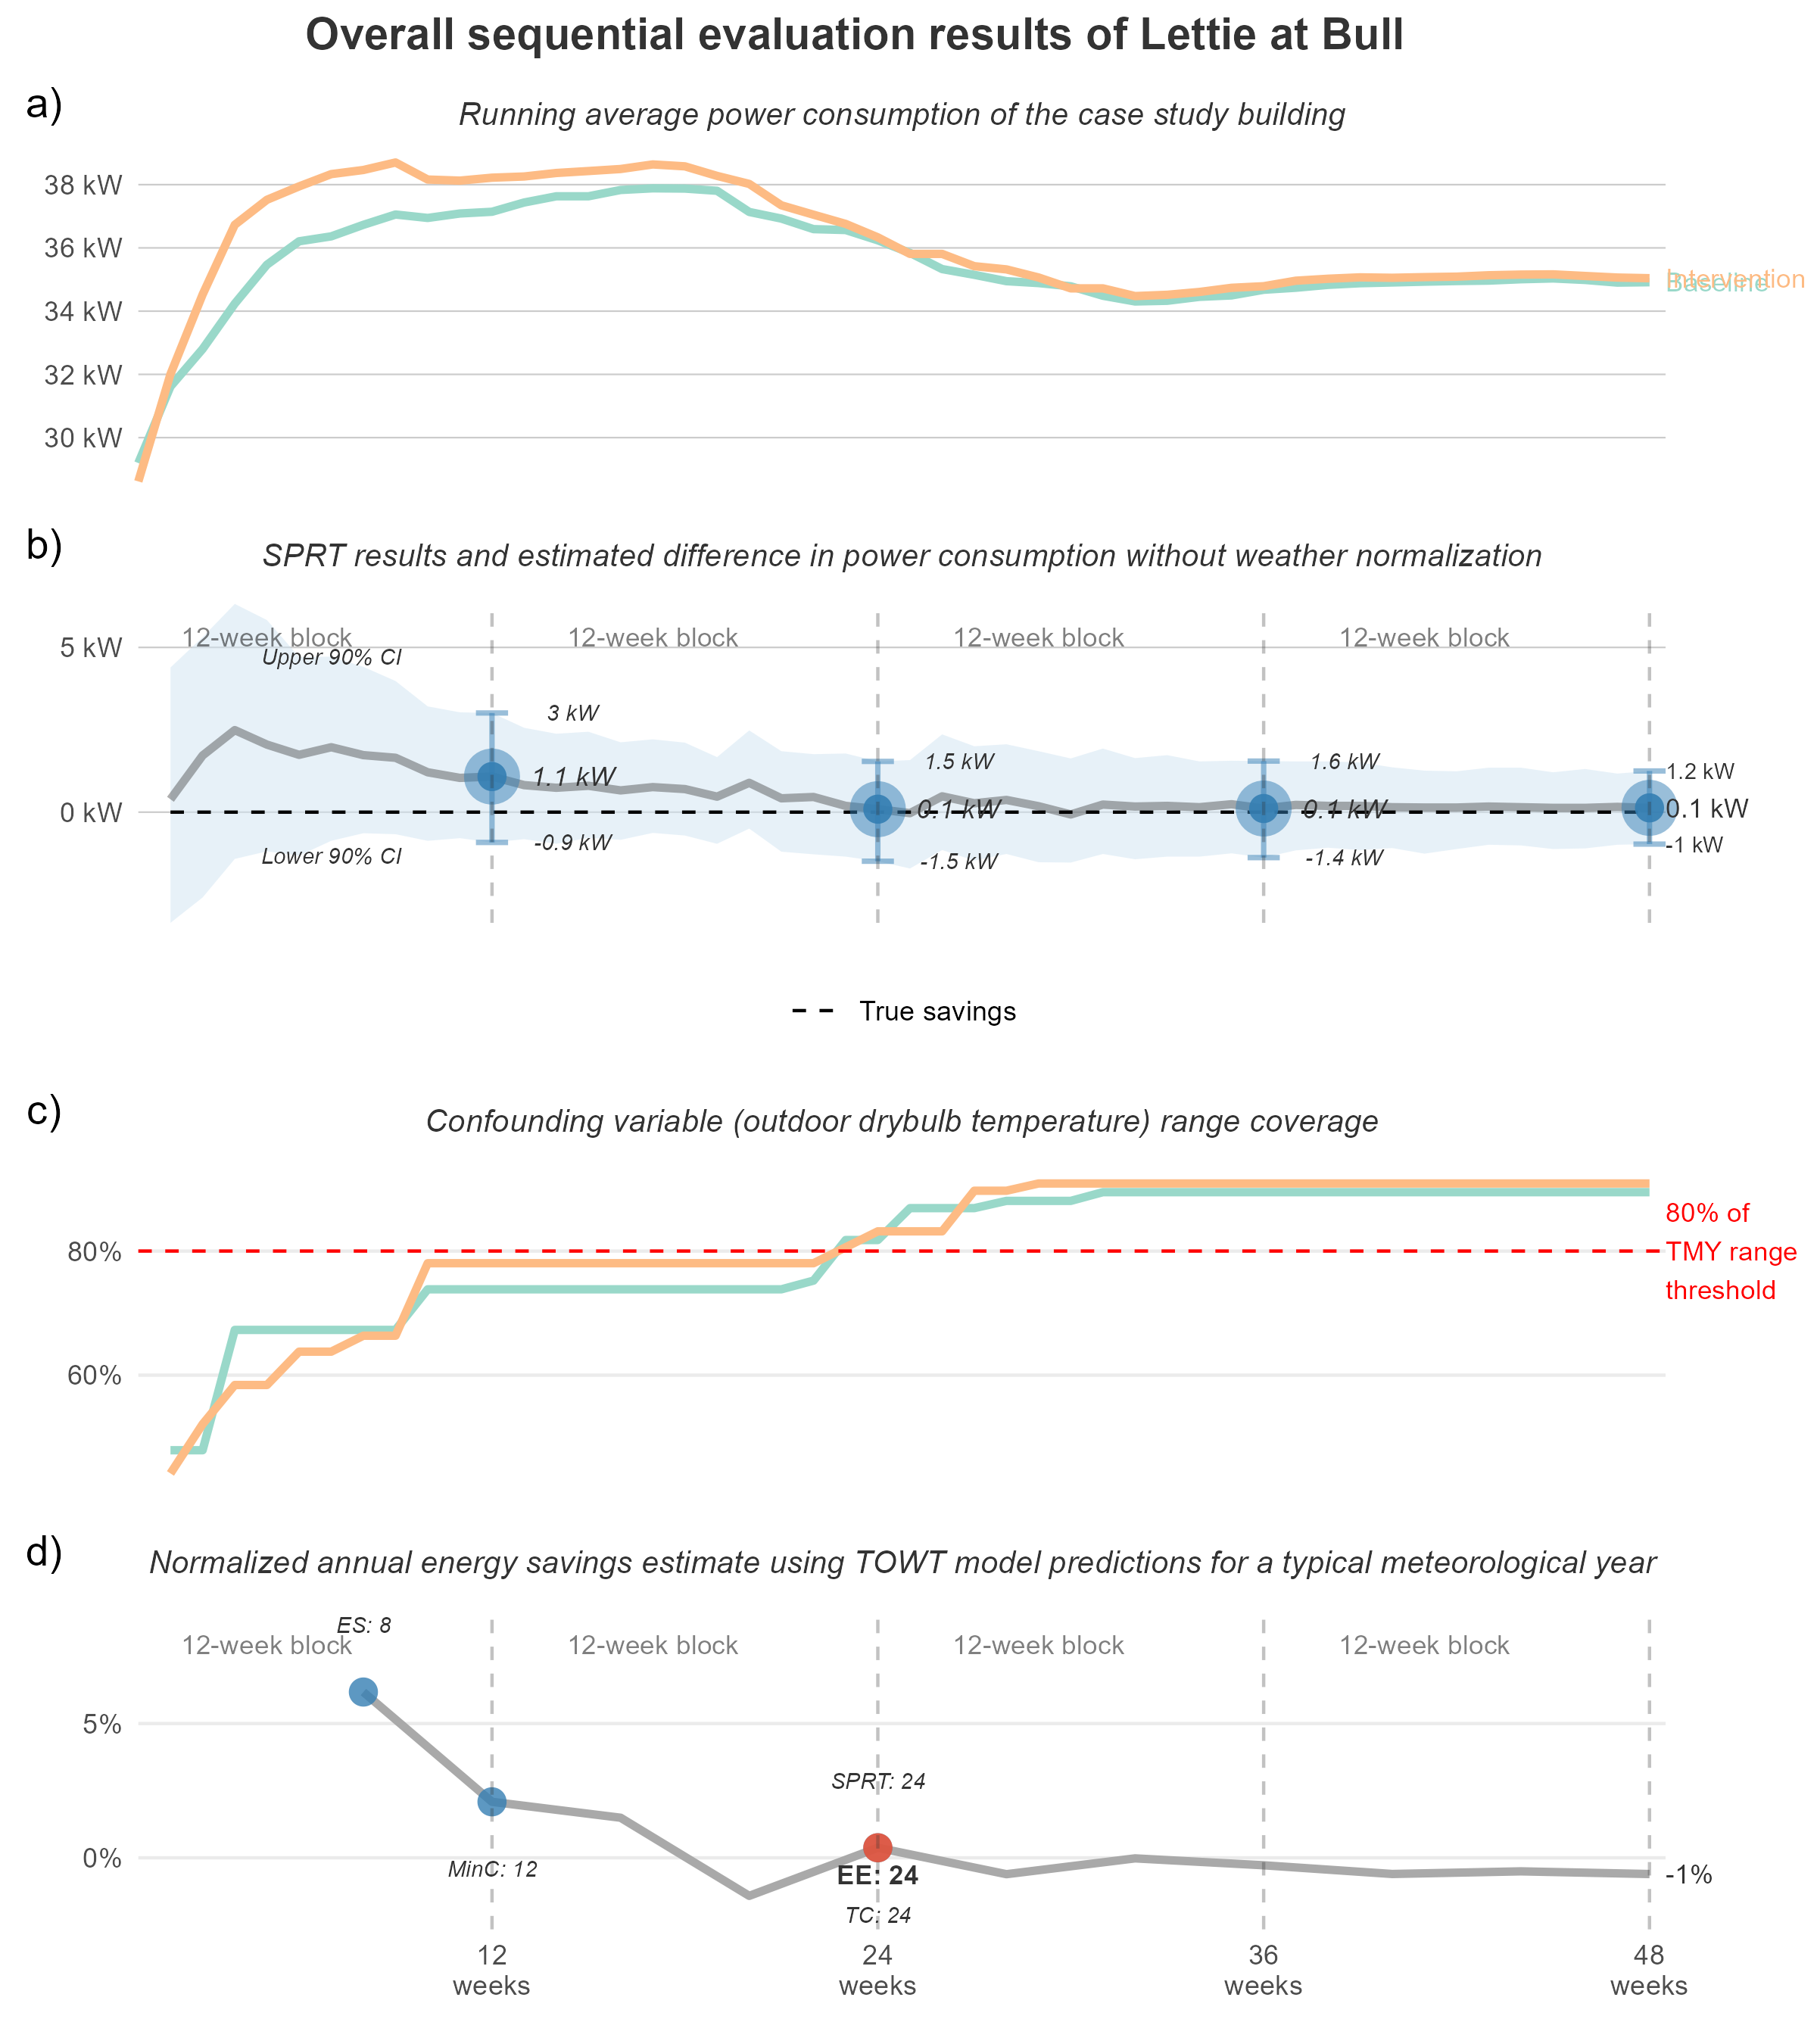 Overall sequential evaluation results of Lettie at Bull
a)
Running average power consumption of the case study building
38 kW
36 kW
34 kW
32 kW
30 kW
Intervention
Baseline
b)
SPRT results and estimated difference in power consumption without weather normalization
12-week block
12-week block
12-week block
12-week block
5 kW
0 kW
Upper 90% CI
Lower 90% CI
3 kW
1.1 kW
-0.9 kW
1.5 kW
0.1 kW
-1.5 kW
1.6 kW
0.1 kW
-1.4 kW
1.2 kW
0.1 kW
-1 kW
True savings
c)
Confounding variable (outdoor drybulb temperature) range coverage
80%
60%
80% of
TMY range
threshold
d)
Normalized annual energy savings estimate using TOWT model predictions for a typical meteorological year
ES: 8
12-week block
12-week block
12-week block
12-week block
5%
0%
SPRT: 24
MinC: 12
EE: 24
TC: 24
-1%
12
weeks
24
weeks
36
weeks
48
weeks